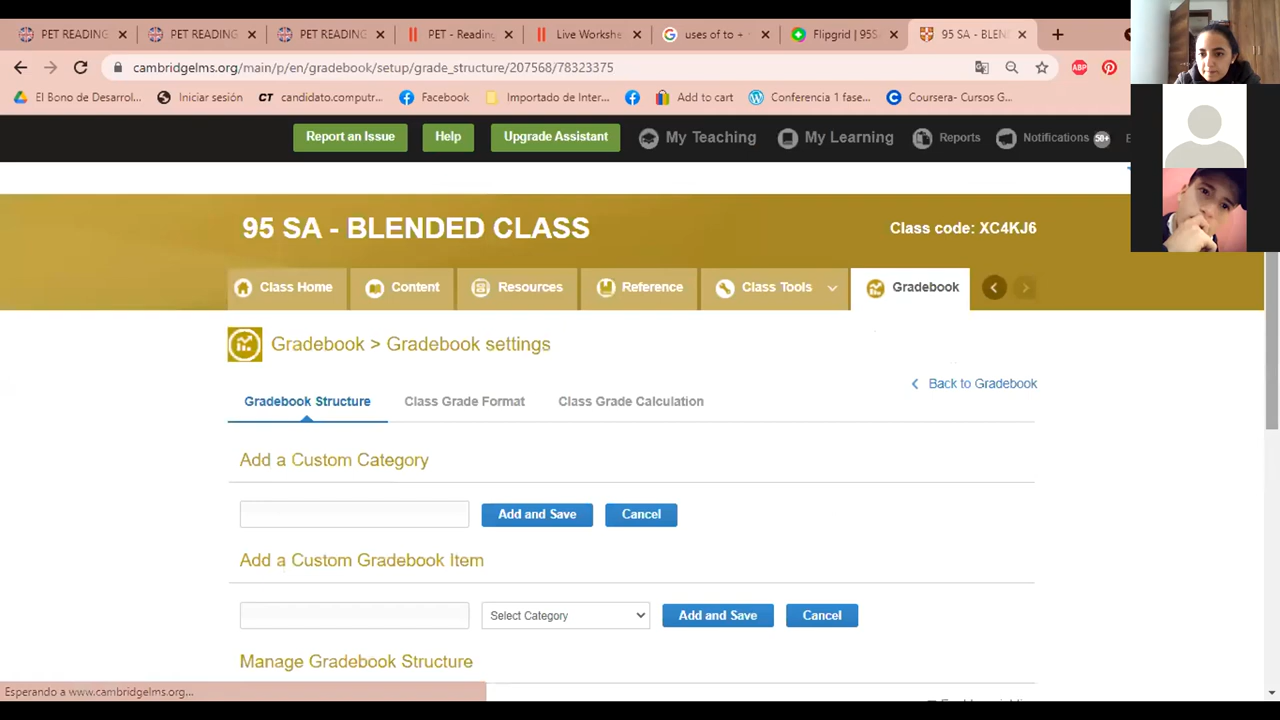 PET READING
PET READING
PET READING
PET - Reading
Live Workshe
uses of to +
Flipgrid | 95S
95 SA - BLEN
cambridgelms.org/main/p/en/gradebook/setup/grade_structure/207568/78323375
ABP
El Bono de Desarrol...
Iniciar sesión
CT candidato.computr...
Facebook
Importado de Inter...
Add to cart
Conferencia 1 fase...
Coursera- Cursos G...
Report an Issue
Help
Upgrade Assistant
My Teaching
My Learning
Reports
Notifications 50+
95 SA - BLENDED CLASS
Class code: XC4KJ6
Class Home
Content
Resources
Reference
Class Tools
Gradebook
Gradebook > Gradebook settings
Back to Gradebook
Gradebook Structure
Class Grade Format
Class Grade Calculation
Add a Custom Category
Add and Save
Cancel
Add a Custom Gradebook Item
Select Category
Add and Save
Cancel
Manage Gradebook Structure
Esperando a www.cambridgelms.org...